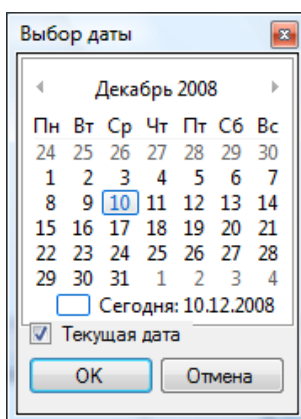 Выбор даты
Декабрь 2008
Пн Вт Ср Чт Пт Сб Вс
24 25 26 27 28 29 30
1 2 3 4 5 6 7
8 9 10 11 12 13 14
15 16 17 18 19 20 21
22 23 24 25 26 27 28
29 30 31 1 2 3 4
Сегодня: 10.12.2008
Текущая дата
OK Отмена